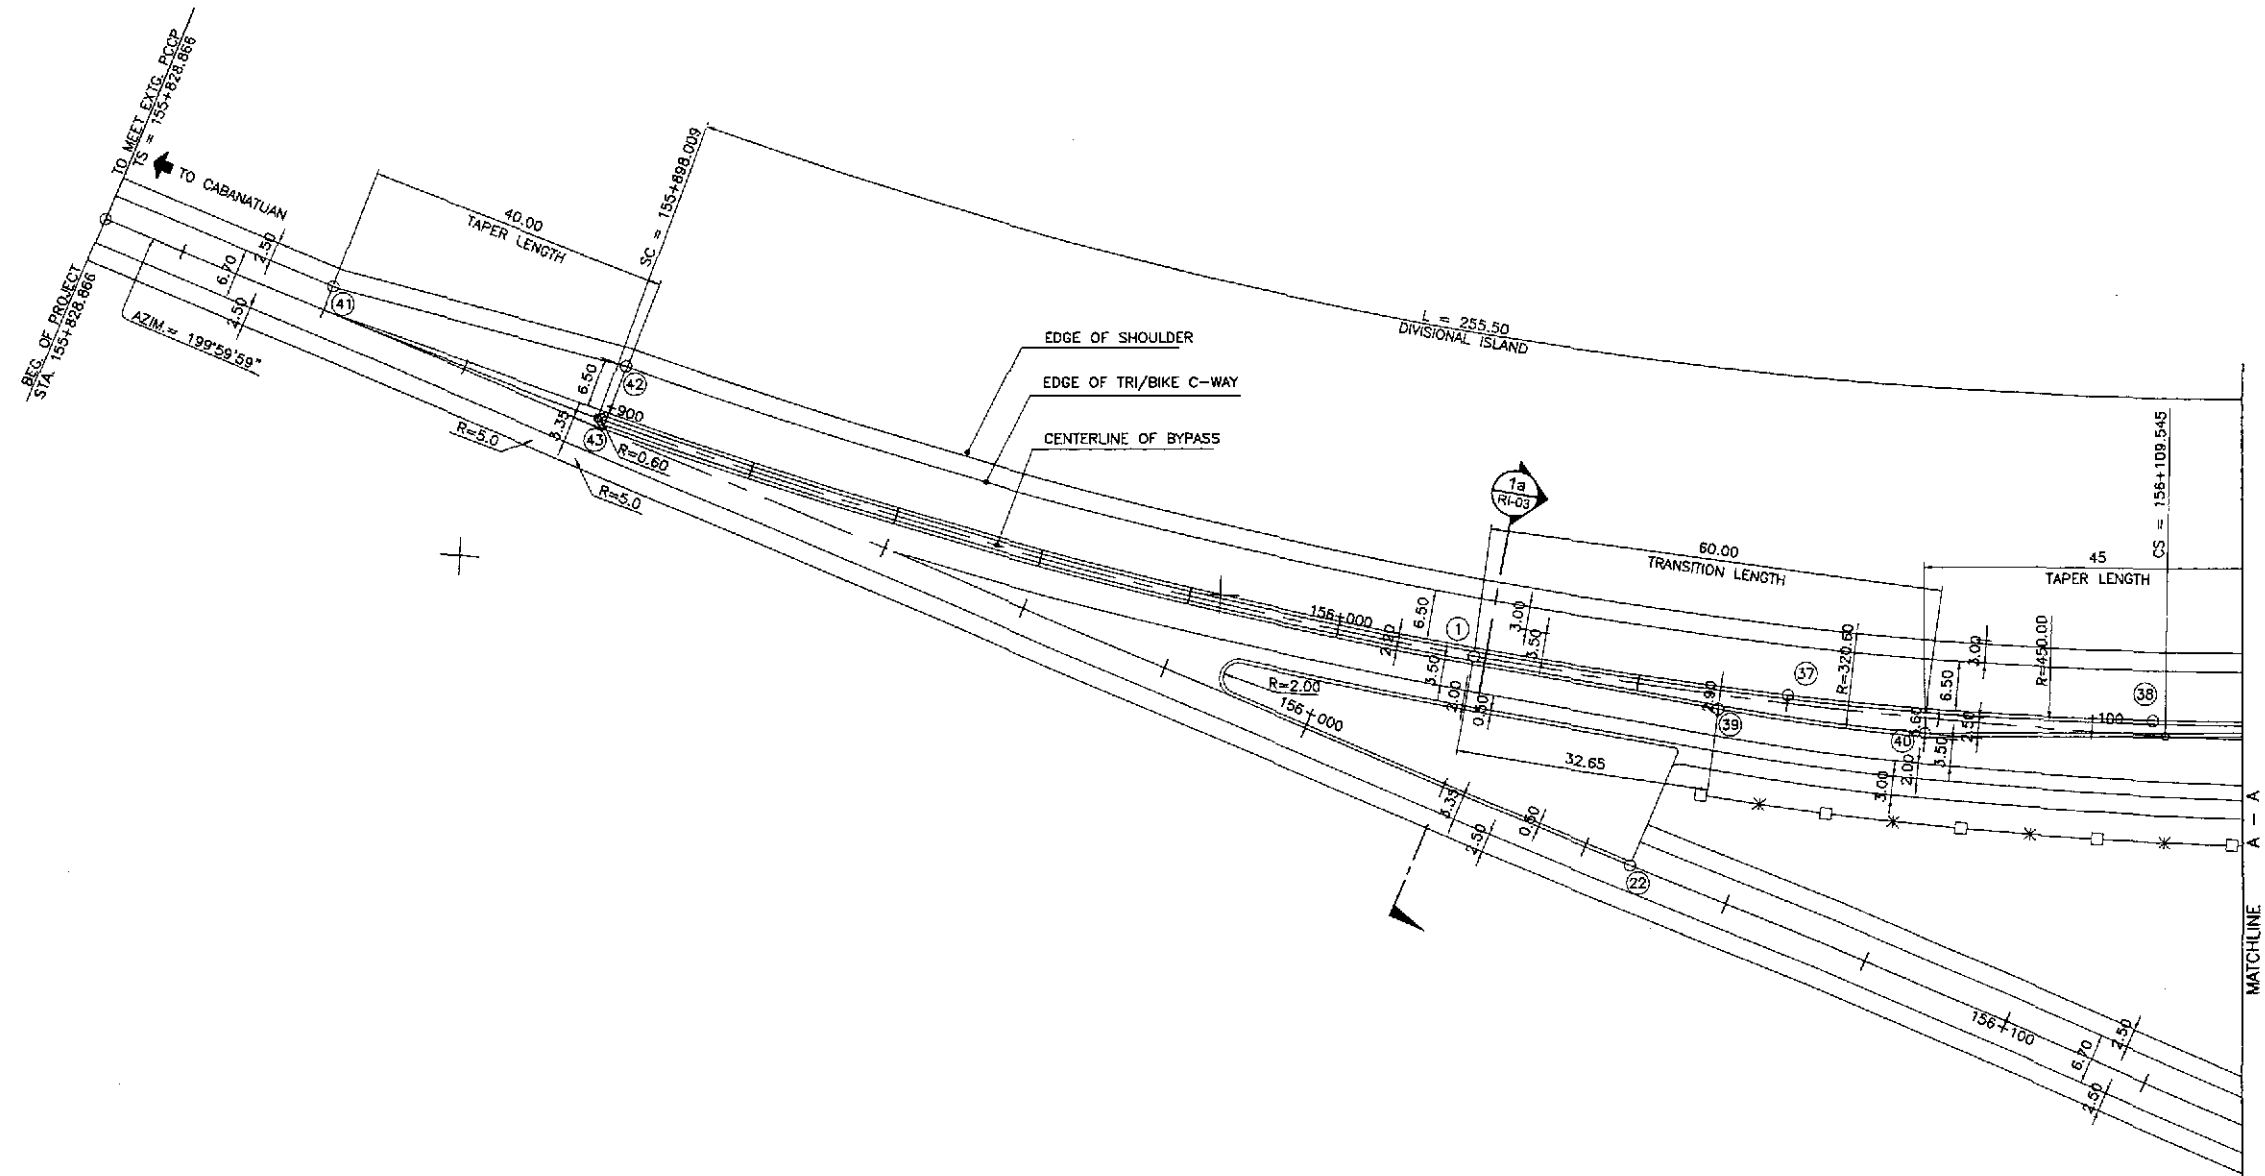 TO MEET EXTG. PCCP
TS = 155+828.866
TO CABANATUAN
BEG. OF PROJECT
STA. 155+828.866
AZIM.= 199°59'59"
6.70
2.50
2.50
41
40.00
TAPER LENGTH
SC = 155+898.009
6.50
42
+900
3.35
43
R=5.0
R=0.60
R=5.0
L = 255.50
DIVISIONAL ISLAND
EDGE OF SHOULDER
EDGE OF TRI/BIKE C-WAY
CENTERLINE OF BYPASS
1a
RI-03
60.00
TRANSITION LENGTH
45
TAPER LENGTH
CS = 156+109.545
156+000
6.50
1
3.00
3.50
3.50
2.00
0.50
R=2.00
156+000
32.65
2.90
37
39
R=320.60
40
3.60
6.50
3.00
2.50
3.50
2.00
3.00
R=450.00
+100
38
3.35
2.50
0.50
22
156+100
6.70
2.50
2.50
MATCHLINE A - A